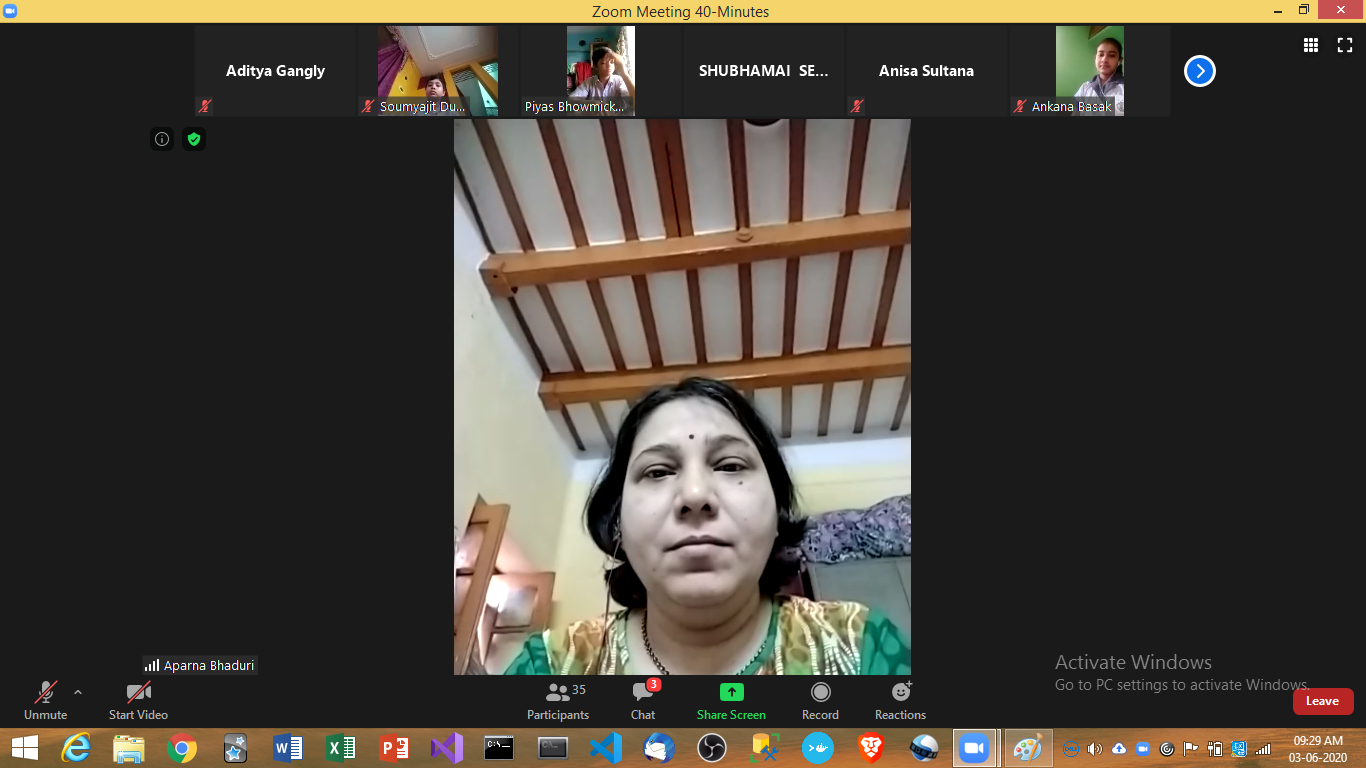 Zoom Meeting 40-Minutes
Aditya Gangly
Soumyajit Du...
Piyas Bhowmick...
SHUBHAMAI SE...
Anisa Sultana
Ankana Basak
Aparna Bhaduri
Activate Windows
Go to PC settings to activate Windows.
Unmute
Start Video
35
Participants
3
Chat
Share Screen
Record
Reactions
Leave
09:29 AM
03-06-2020